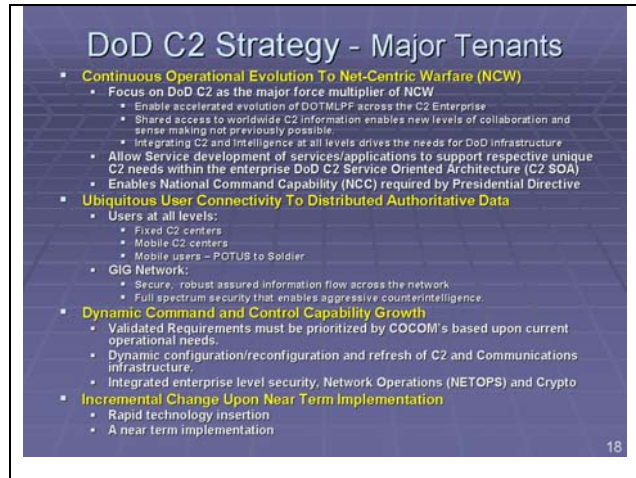 DoD C2 Strategy - Major Tenants
▪ Continuous Operational Evolution To Net-Centric Warfare (NCW)
▪ Focus on DoD C2 as the major force multiplier of NCW
▪ Enable accelerated evolution of DOTMLPF across the C2 Enterprise
▪ Shared access to worldwide C2 information enables new levels of collaboration and
sense making not previously possible.
▪ Integrating C2 and Intelligence at all levels drives the needs for DoD infrastructure
▪ Allow Service development of services/applications to support respective unique
C2 needs within the enterprise DoD C2 Service Oriented Architecture (C2 SOA)
▪ Enables National Command Capability (NCC) required by Presidential Directive
▪ Ubiquitous User Connectivity To Distributed Authoritative Data
▪ Users at all levels:
▪ Fixed C2 centers
▪ Mobile C2 centers
▪ Mobile users – POTUS to Soldier
▪ GIG Network:
▪ Secure, robust assured information flow across the network
▪ Full spectrum security that enables aggressive counterintelligence.
▪ Dynamic Command and Control Capability Growth
▪ Validated Requirements must be prioritized by COCOM's based upon current
operational needs.
▪ Dynamic configuration/reconfiguration and refresh of C2 and Communications
infrastructure.
▪ Integrated enterprise level security, Network Operations (NETOPS) and Crypto
▪ Incremental Change Upon Near Term Implementation
▪ Rapid technology insertion
▪ A near term implementation
18